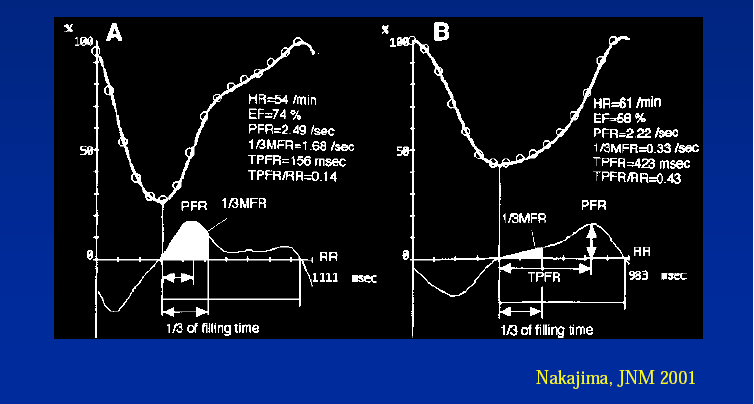 % A
100
50
0
HR=54 /min
EF=74 %
PFR=2.49 /sec
1/3MFR=1.68 /sec
TPFR=156 msec
TPFR/RR=0.14
PFR
1/3MFR
RR
1111 msec
1/3 of filling time
% B
100
50
0
HR=61 /min
EF=58 %
PFR=2.22 /sec
1/3MFR=0.33 /sec
TPFR=423 msec
TPFR/RR=0.43
PFR
1/3MFR
RR
TPFR
983 msec
1/3 of filling time
Nakajima, JNM 2001